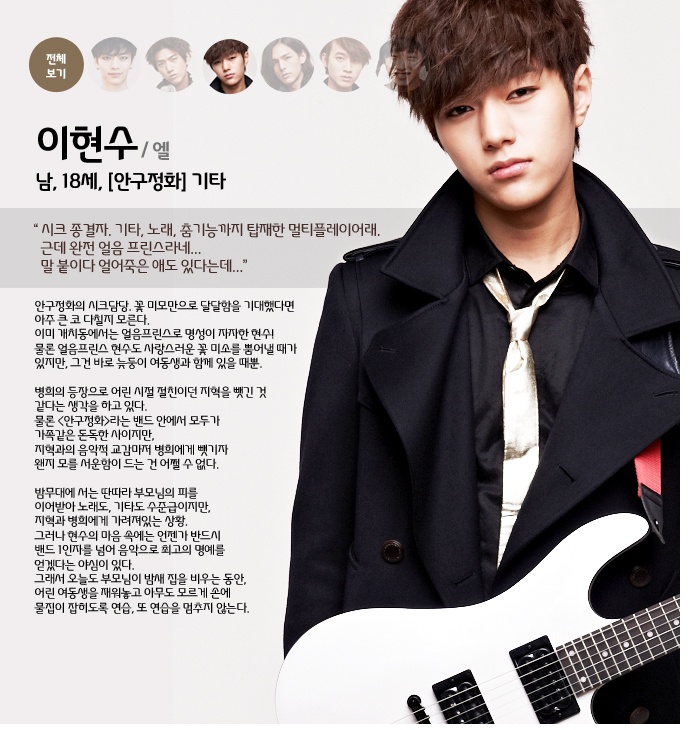 전체
보기
이현수 / 엘
남, 18세, [안구정화] 기타
“ 시크 종결자. 기타, 노래, 춤기능까지 탑재한 멀티플레이어래.
근데 완전 얼음 프린스라네...
말 붙이다 얼어죽은 애도 있다는데...”
안구정화의 시크담당. 꽃 미모만으로 달달함을 기대했다면
아주 큰 코 다칠지 모른다.
이미 개치동에서는 얼음프린스로 명성이 자자한 현수!
물론 얼음프린스 현수도 사랑스러운 꽃 미소를 뿜어낼 때가
있지만, 그건 바로 늦둥이 여동생과 함께 있을 때뿐.
병희의 등장으로 어린 시절 절친이던 지혁을 뺏긴 것
같다는 생각을 하고 있다.
물론 <안구정화>라는 밴드 안에서 모두가
가족같은 돈독한 사이지만,
지혁과의 음악적 교감마저 병희에게 뺏기자
왠지 모를 서운함이 드는 건 어쩔 수 없다.
밤무대에 서는 딴따라 부모님의 피를
이어받아 노래도, 기타도 수준급이지만,
지혁과 병희에게 가려져있는 상황.
그러나 현수의 마음 속에는 언젠가 반드시
밴드 1인자를 넘어 음악으로 최고의 명예를
얻겠다는 야심이 있다.
그래서 오늘도 부모님이 밤새 집을 비우는 동안,
어린 여동생을 재워놓고 아무도 모르게 손에
물집이 잡히도록 연습, 또 연습을 멈추지 않는다.